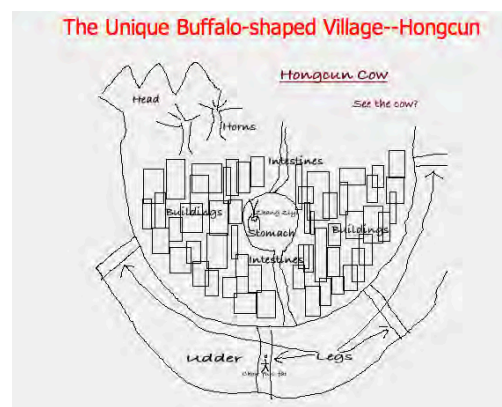 The Unique Buffalo-shaped Village--Hongcun
Hongcun Cow
See the cow?
Head
Horns
Intestines
Buildings
Stomach
Buildings
Intestines
Udder
Legs